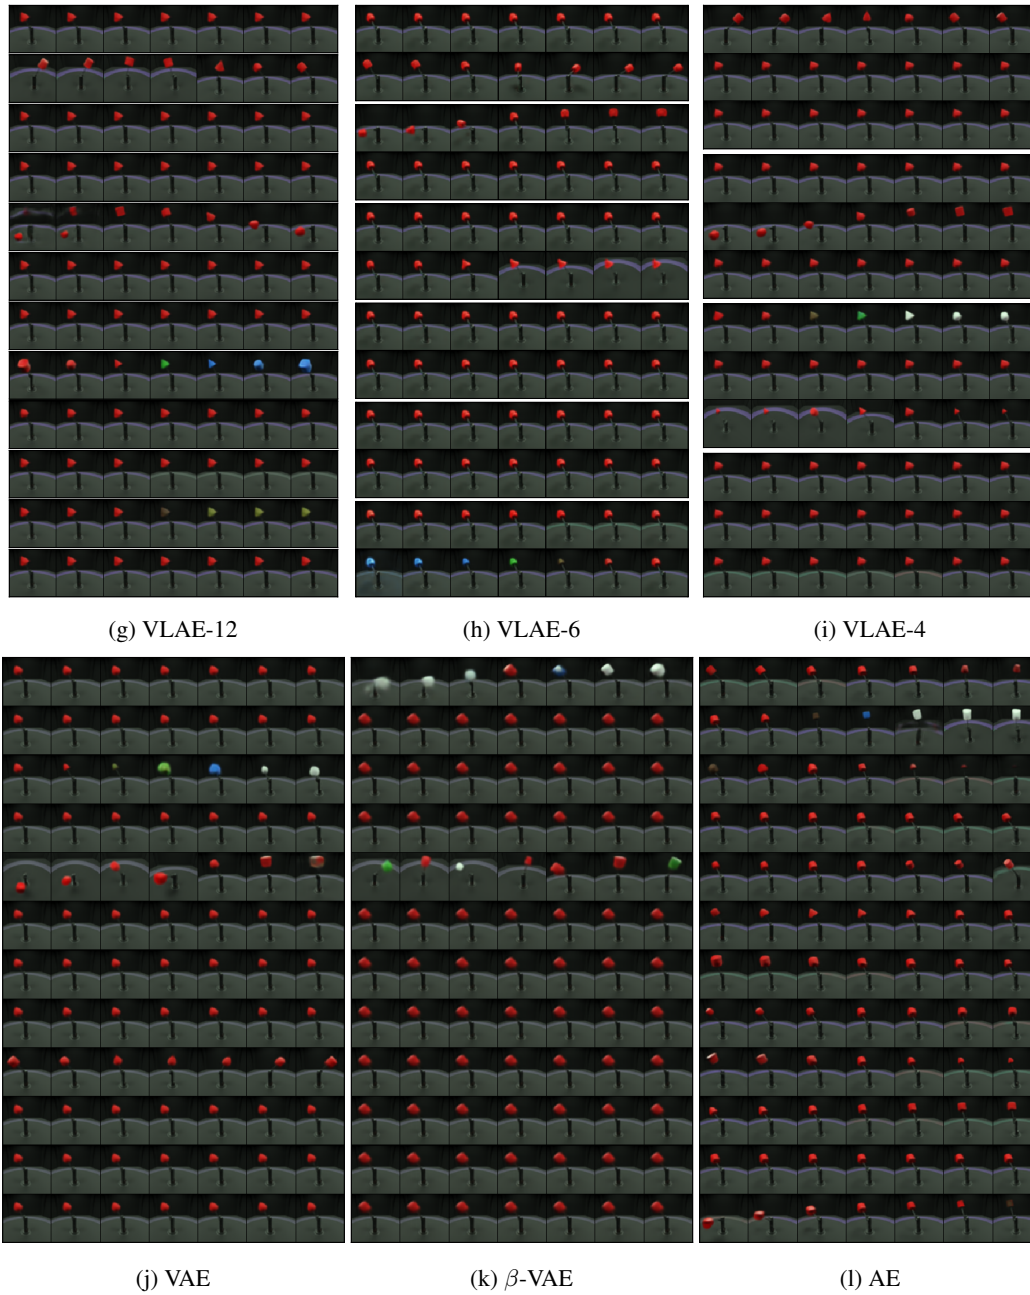 (g) VLAE-12
(h) VLAE-6
(i) VLAE-4
(j) VAE
(k) β-VAE
(l) AE